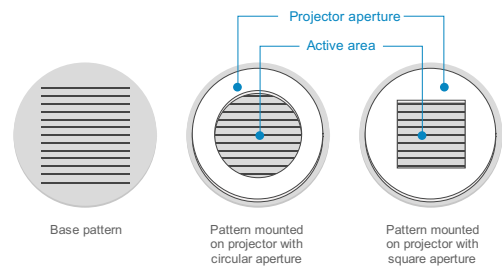 Projector aperture
Active area
Base pattern
Pattern mounted
on projector with
circular aperture
Pattern mounted
on projector with
square aperture